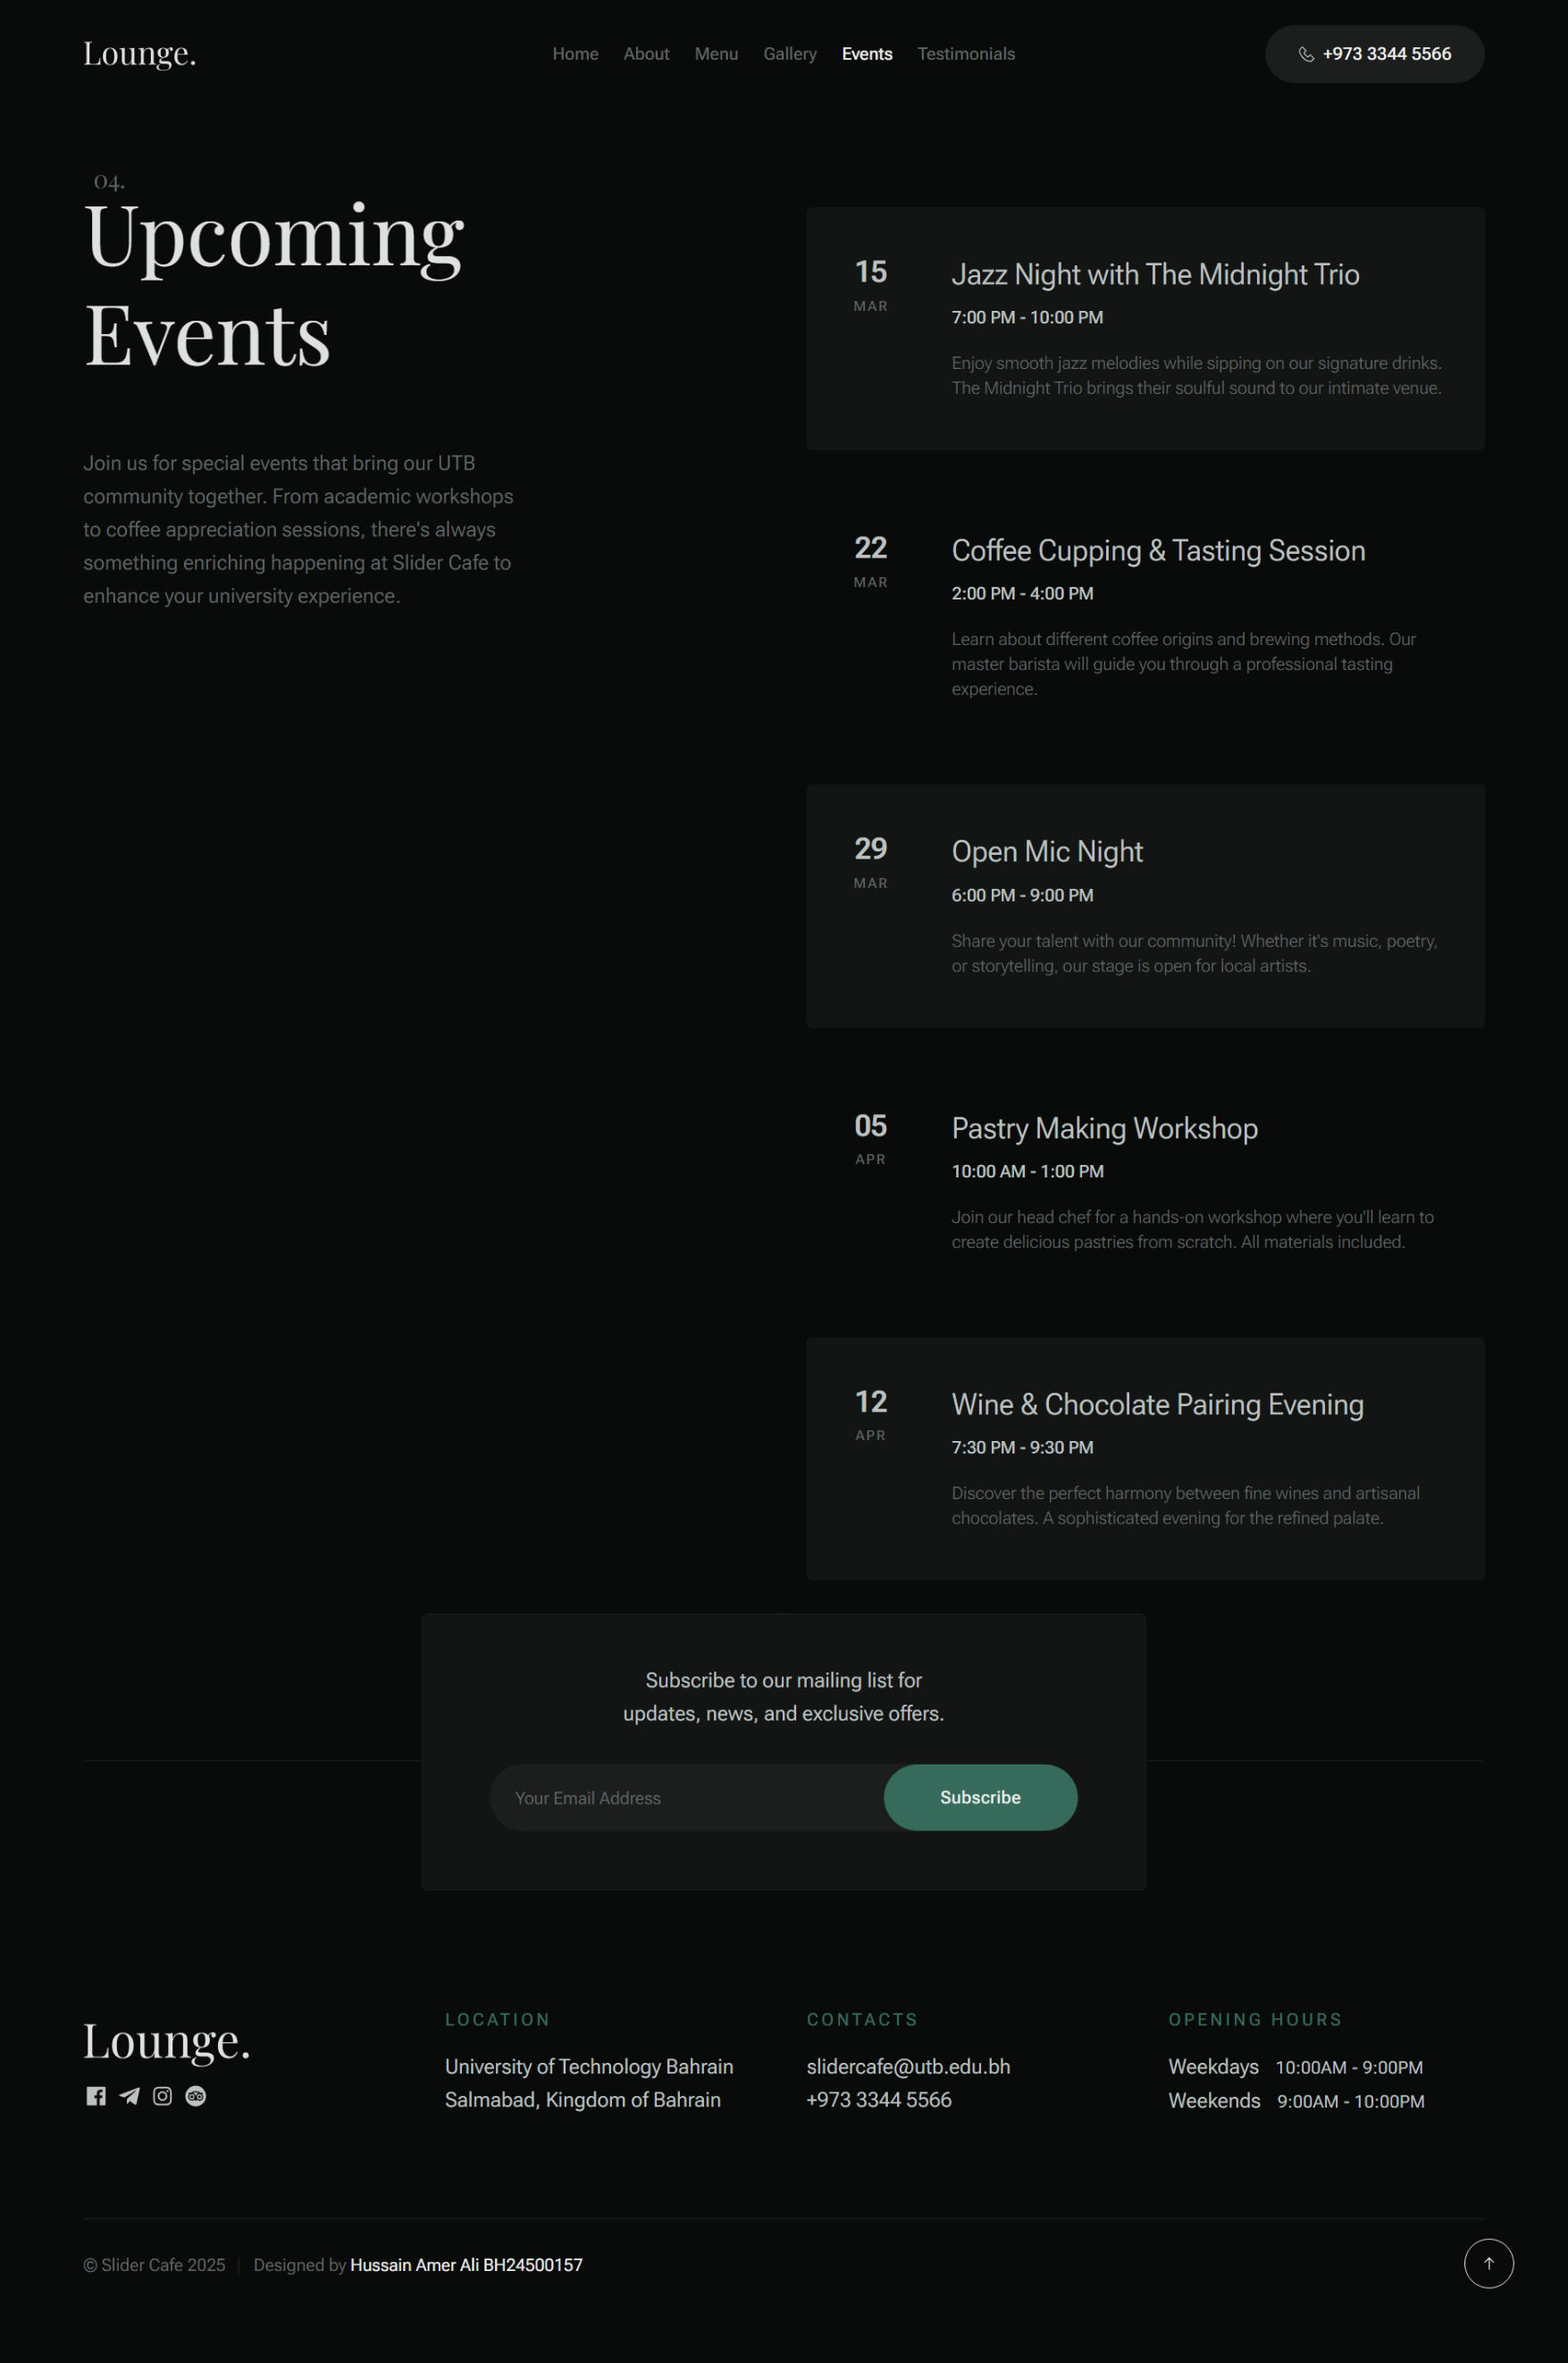 Lounge.
Home About Menu Gallery Events Testimonials
+973 3344 5566
04.
Upcoming
Events
Join us for special events that bring our UTB
community together. From academic workshops
to coffee appreciation sessions, there's always
something enriching happening at Slider Cafe to
enhance your university experience.
15
MAR
Jazz Night with The Midnight Trio
7:00 PM - 10:00 PM
Enjoy smooth jazz melodies while sipping on our signature drinks.
The Midnight Trio brings their soulful sound to our intimate venue.
22
MAR
Coffee Cupping & Tasting Session
2:00 PM - 4:00 PM
Learn about different coffee origins and brewing methods. Our
master barista will guide you through a professional tasting
experience.
29
MAR
Open Mic Night
6:00 PM - 9:00 PM
Share your talent with our community! Whether it's music, poetry,
or storytelling, our stage is open for local artists.
05
APR
Pastry Making Workshop
10:00 AM - 1:00 PM
Join our head chef for a hands-on workshop where you'll learn to
create delicious pastries from scratch. All materials included.
12
APR
Wine & Chocolate Pairing Evening
7:30 PM - 9:30 PM
Discover the perfect harmony between fine wines and artisanal
chocolates. A sophisticated evening for the refined palate.
Subscribe to our mailing list for
updates, news, and exclusive offers.
Your Email Address
Subscribe
Lounge.
LOCATION
University of Technology Bahrain
Salmabad, Kingdom of Bahrain
CONTACTS
slidercafe@utb.edu.bh
+973 3344 5566
OPENING HOURS
Weekdays 10:00AM - 9:00PM
Weekends 9:00AM - 10:00PM
© Slider Cafe 2025 | Designed by Hussain Amer Ali BH24500157